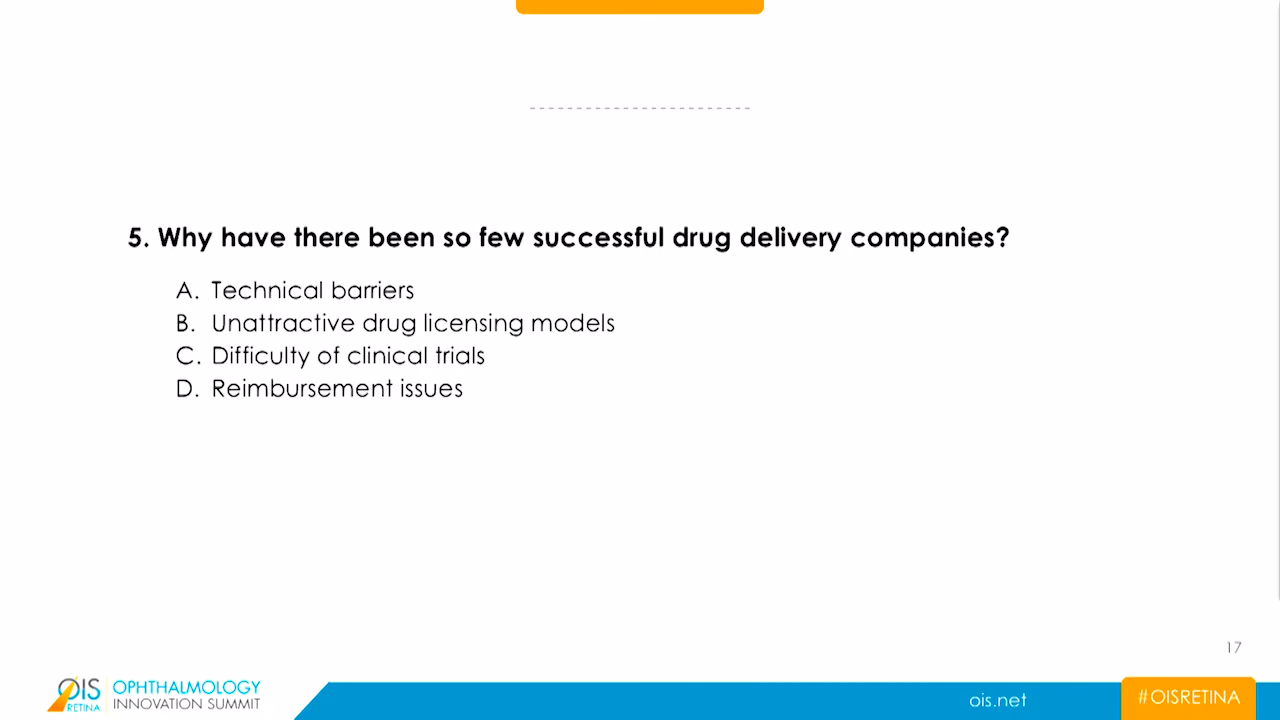 5. Why have there been so few successful drug delivery companies?
A. Technical barriers
B. Unattractive drug licensing models
C. Difficulty of clinical trials
D. Reimbursement issues
17
OIS
RETINA
OPHTHALMOLOGY
INNOVATION SUMMIT
ois.net
#OISRETINA